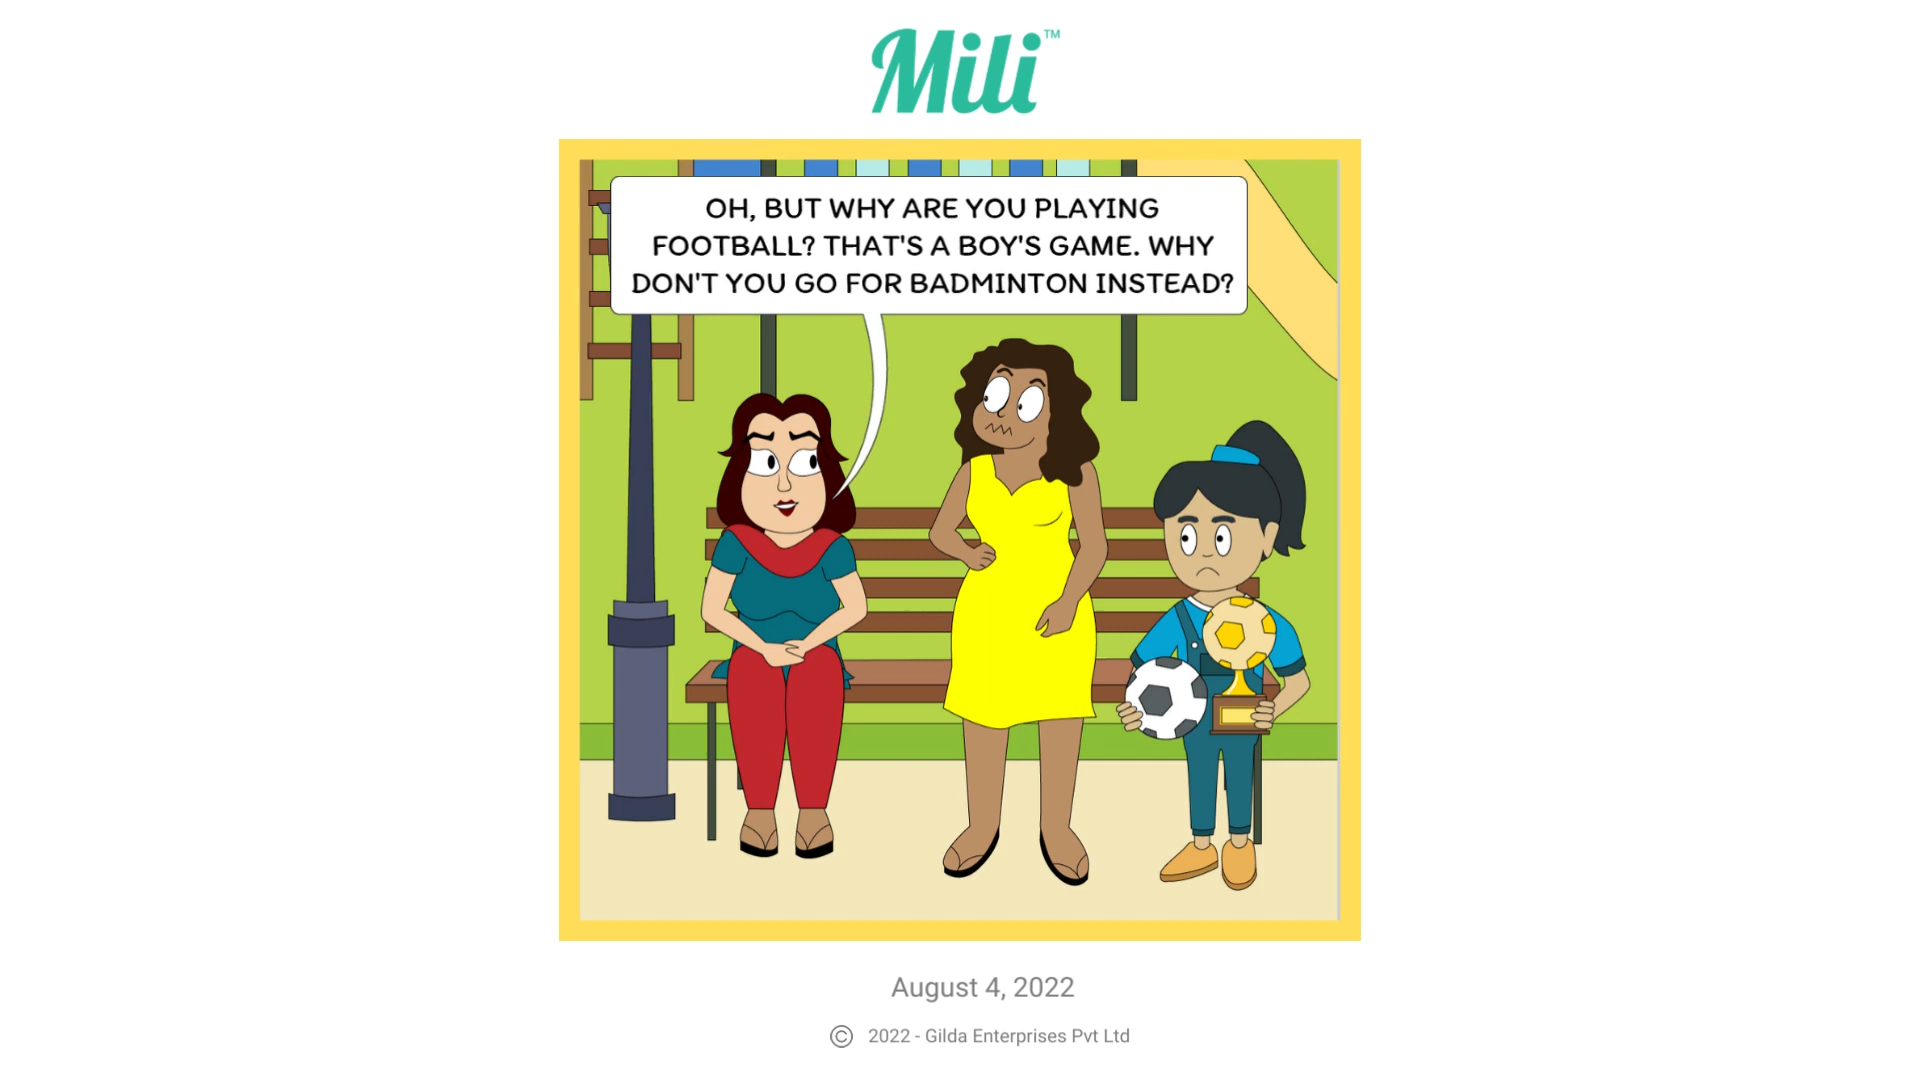 Mili™
OH, BUT WHY ARE YOU PLAYING
FOOTBALL? THAT'S A BOY'S GAME. WHY
DON'T YOU GO FOR BADMINTON INSTEAD?
August 4, 2022
© 2022 - Gilda Enterprises Pvt Ltd